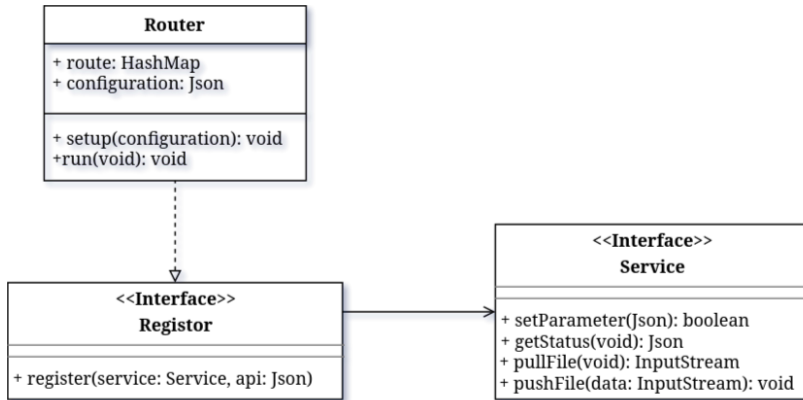 Router
+ route: HashMap
+ configuration: Json
+ setup(configuration): void
+run(void): void
<<Interface>>
Registor
+ register(service: Service, api: Json)
<<Interface>>
Service
+ setParameter(Json): boolean
+ getStatus(void): Json
+ pullFile(void): InputStream
+ pushFile(data: InputStream): void